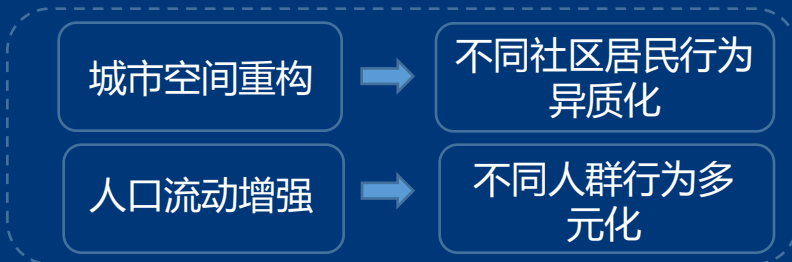 城市空间重构
不同社区居民行为
异质化
人口流动增强
不同人群行为多
元化